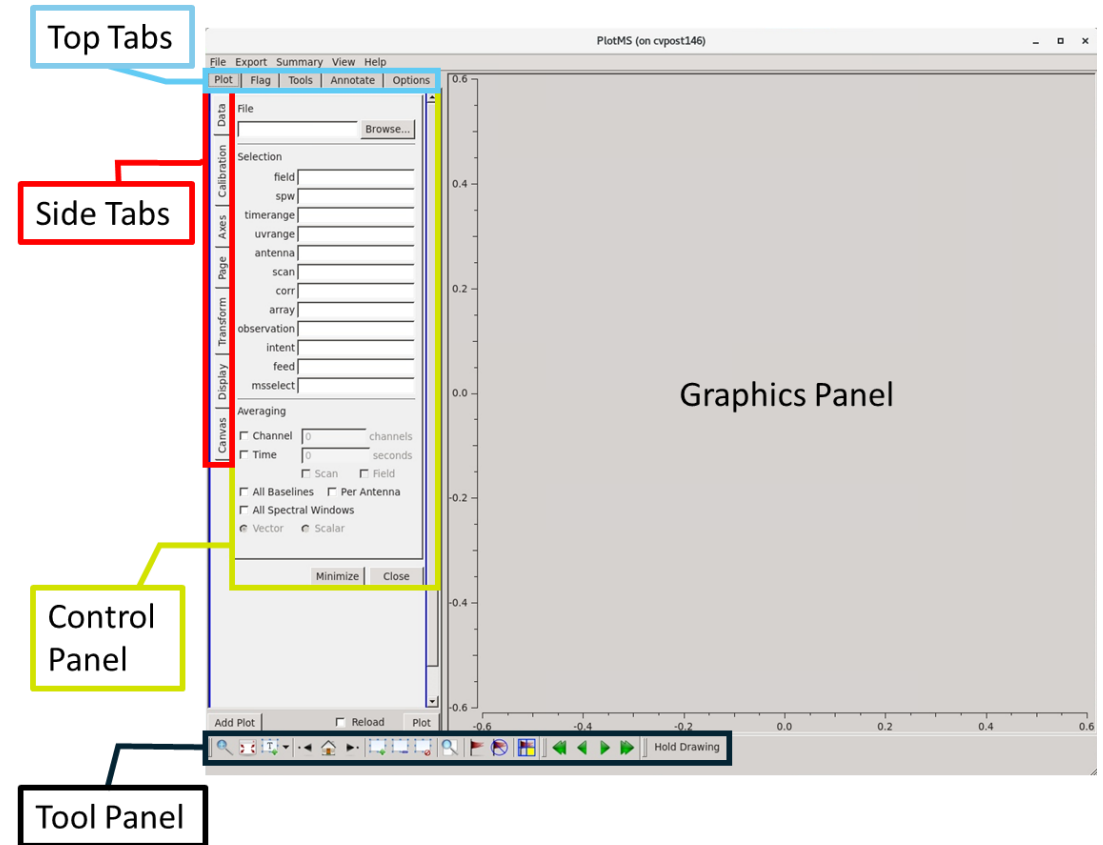 Top Tabs
PlotMS (on cvpost146)
File Export Summary View Help
Plot Flag Tools Annotate Options
Side Tabs
Data
Calibration
Axes
Page
Transform
Display
Canvas
File
Browse...
Selection
field
spw
timerange
uvrange
antenna
scan
corr
array
observation
intent
feed
msselect
Averaging
Channel 0 channels
Time 0 seconds
Scan Field
All Baselines Per Antenna
All Spectral Windows
Vector Scalar
Minimize Close
Control
Panel
Graphics Panel
0.6
0.4
0.2
0.0
-0.2
-0.4
-0.6
-0.6 -0.4 -0.2 0.0 0.2 0.4 0.6
Add Plot Reload Plot
T
Hold Drawing
Tool Panel